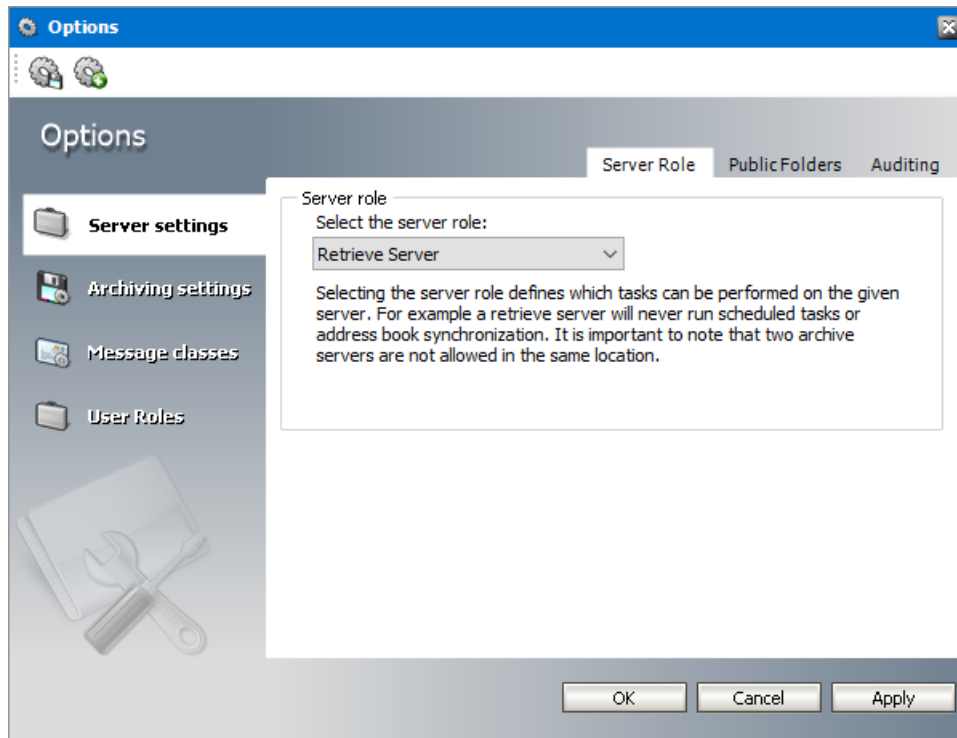 Options
Options
Server Role
Public Folders
Auditing
Server settings
Archiving settings
Message classes
User Roles
Server role
Select the server role:
Retrieve Server
Selecting the server role defines which tasks can be performed on the given
server. For example a retrieve server will never run scheduled tasks or
address book synchronization. It is important to note that two archive
servers are not allowed in the same location.
OK
Cancel
Apply